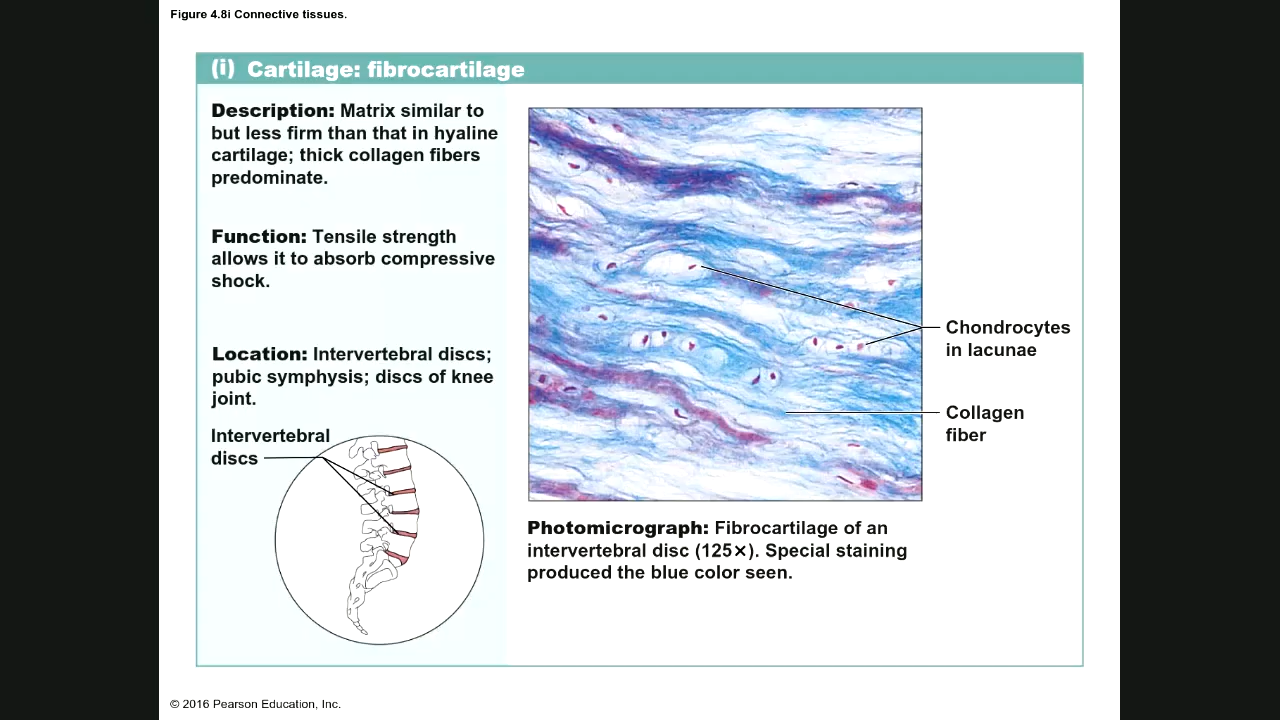 Figure 4.8i Connective tissues.
(i) Cartilage: fibrocartilage
Description: Matrix similar to
but less firm than that in hyaline
cartilage; thick collagen fibers
predominate.
Function: Tensile strength
allows it to absorb compressive
shock.
Location: Intervertebral discs;
pubic symphysis; discs of knee
joint.
Intervertebral
discs
Chondrocytes
in lacunae
Collagen
fiber
Photomicrograph: Fibrocartilage of an
intervertebral disc (125×). Special staining
produced the blue color seen.
© 2016 Pearson Education, Inc.